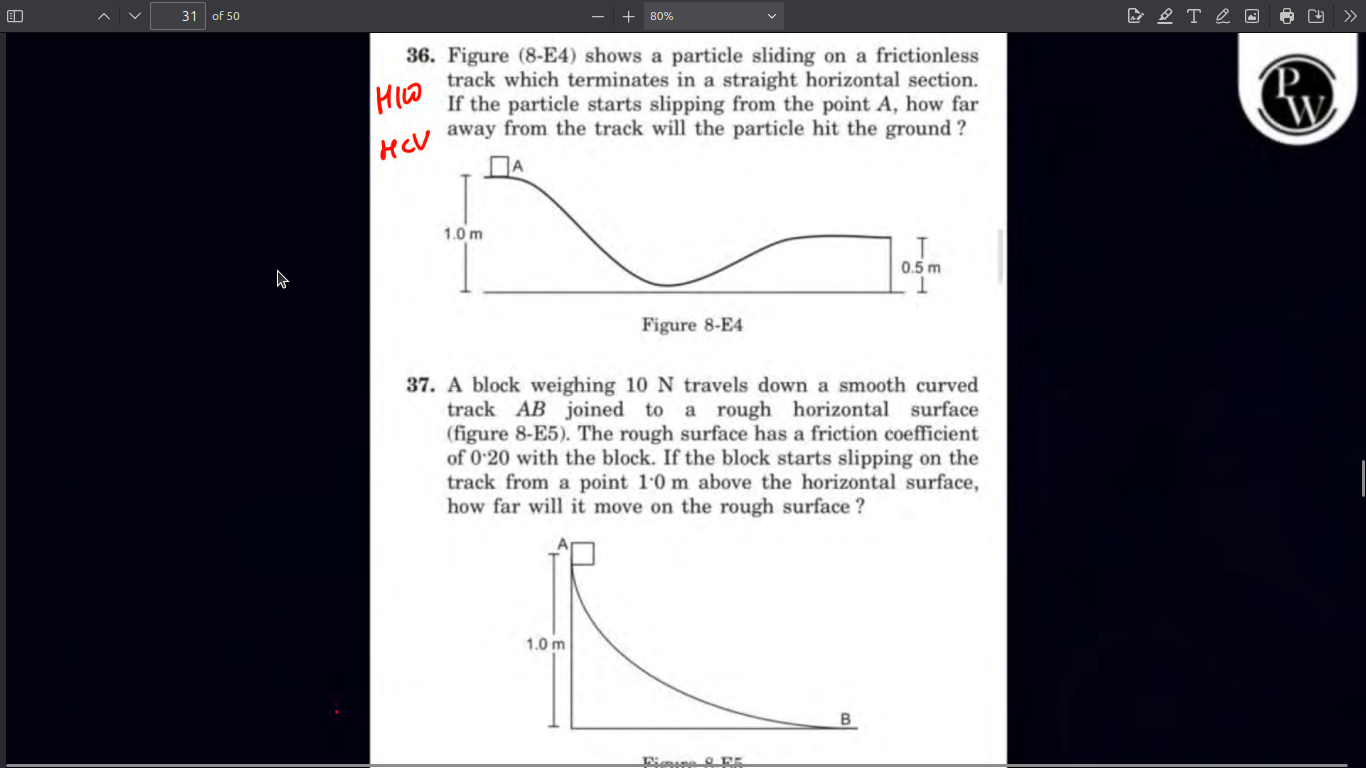 31 of 50
80%
36. Figure (8-E4) shows a particle sliding on a frictionless
track which terminates in a straight horizontal section.
If the particle starts slipping from the point A, how far
away from the track will the particle hit the ground ?
H/W
HCV
A
1.0 m
0.5 m
Figure 8-E4
37. A block weighing 10 N travels down a smooth curved
track AB joined to a rough horizontal surface
(figure 8-E5). The rough surface has a friction coefficient
of 0·20 with the block. If the block starts slipping on the
track from a point 1·0 m above the horizontal surface,
how far will it move on the rough surface ?
A
1.0 m
B
Figure 8-E5
P
W